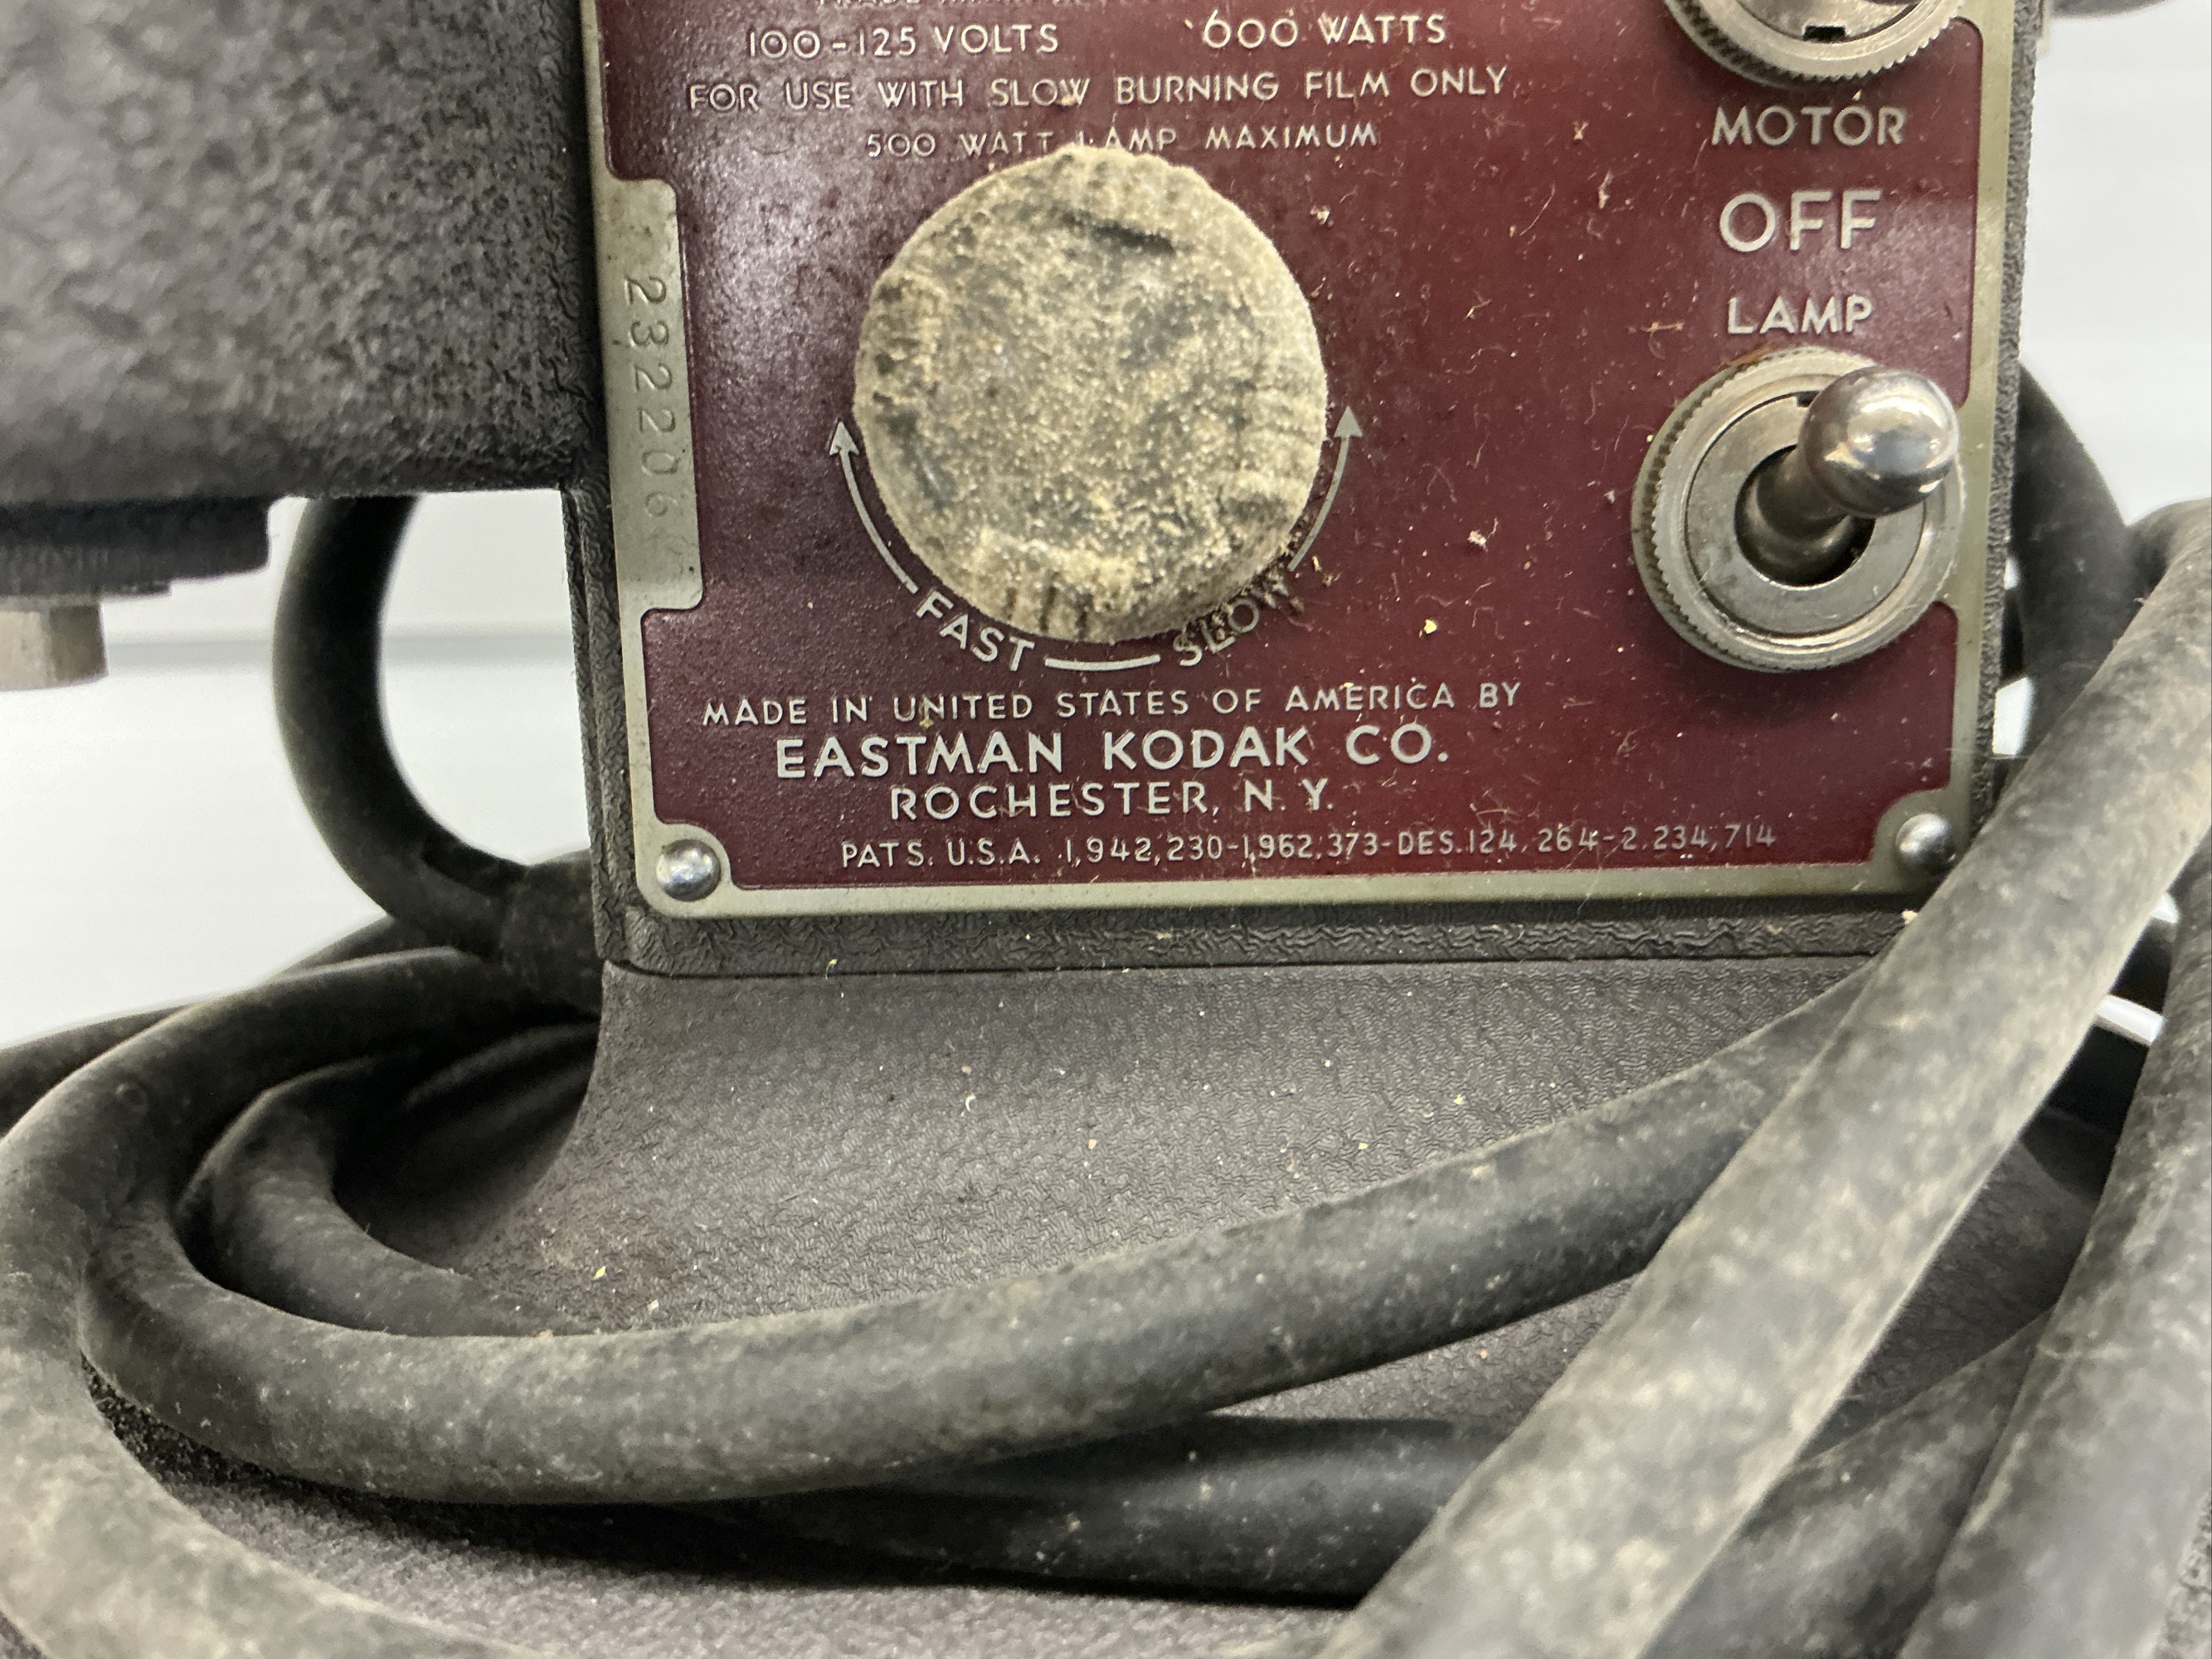 100-125 VOLTS 600 WATTS
FOR USE WITH SLOW BURNING FILM ONLY
500 WATT LAMP MAXIMUM
MOTOR
OFF
LAMP
232206
FAST — SLOW
MADE IN UNITED STATES OF AMERICA BY
EASTMAN KODAK CO.
ROCHESTER, N.Y.
PATS. U.S.A. 1,942,230-1,962,373-DES.124,264-2,234,714